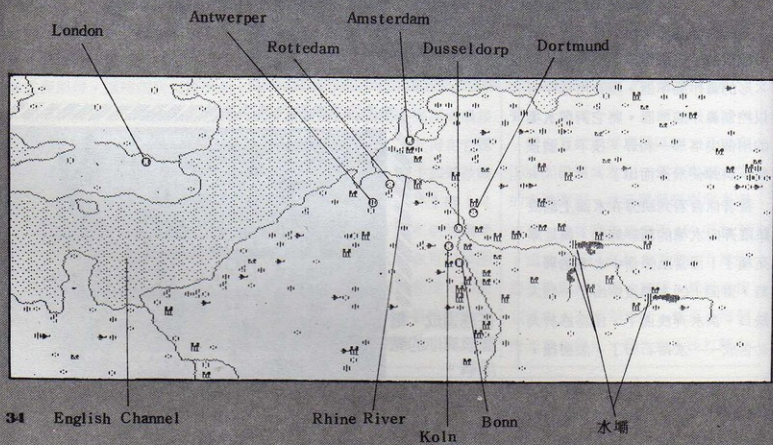 Antwerper
Amsterdam
London
Rottedam
Dusseldorp
Dortmund
34
English Channel
Rhine River
Koln
Bonn
水壩